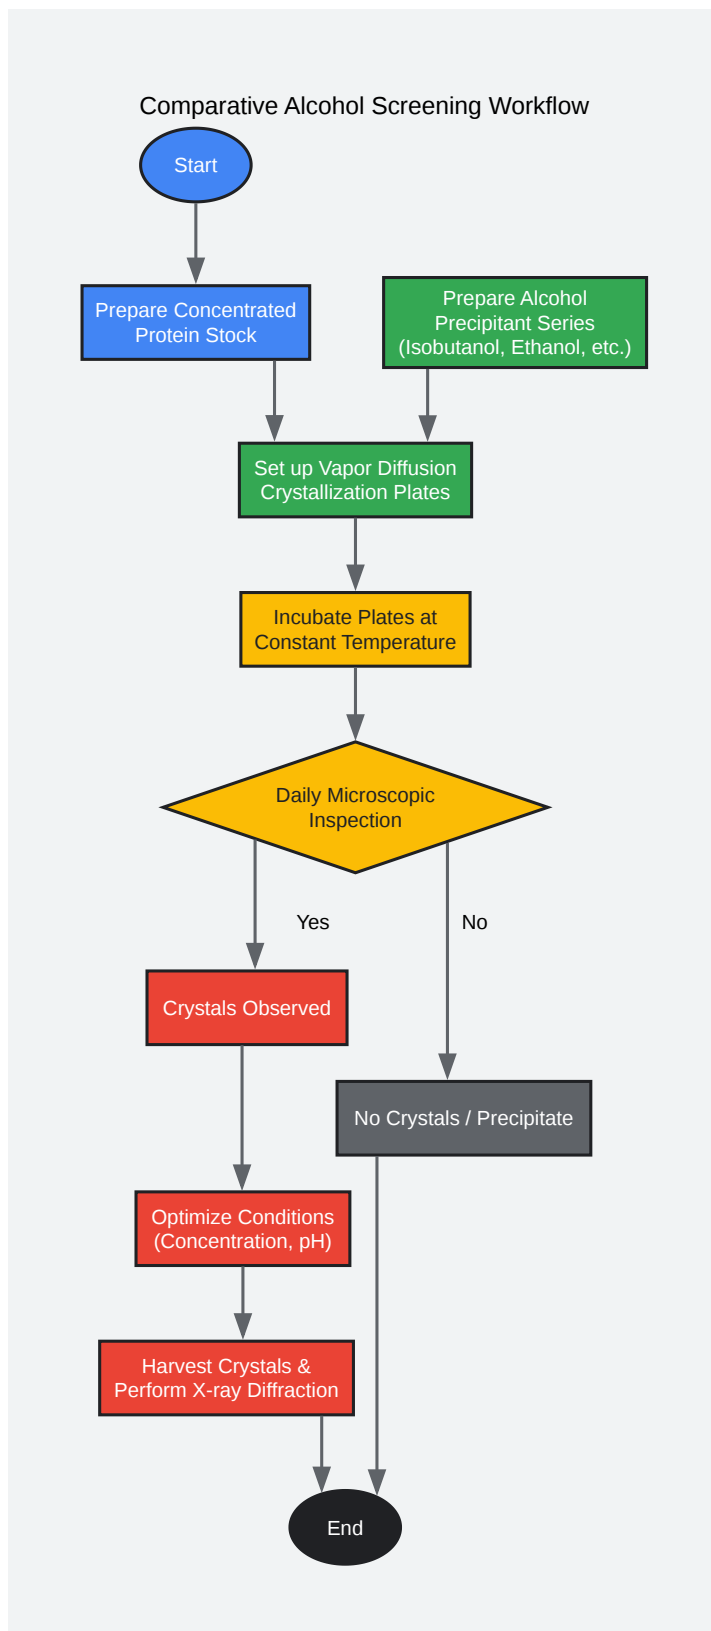 Comparative Alcohol Screening Workflow
Start
Prepare Concentrated
Protein Stock
Prepare Alcohol
Precipitant Series
(Isobutanol, Ethanol, etc.)
Set up Vapor Diffusion
Crystallization Plates
Incubate Plates at
Constant Temperature
Daily Microscopic
Inspection
Yes
No
Crystals Observed
No Crystals / Precipitate
Optimize Conditions
(Concentration, pH)
Harvest Crystals &
Perform X-ray Diffraction
End